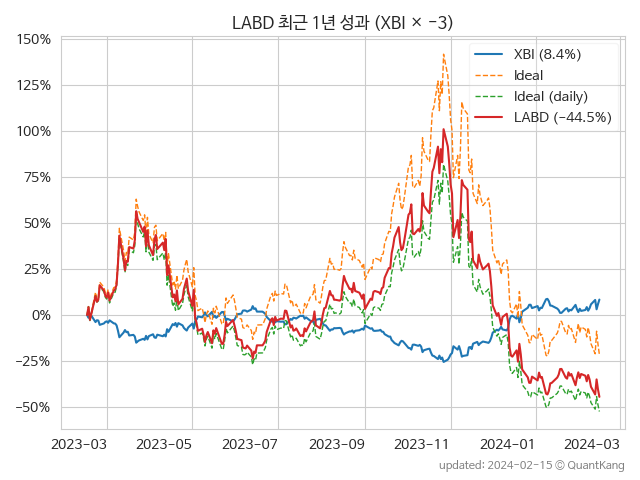 LABD 최근 1년 성과 (XBI × −3)
XBI (8.4%)
Ideal
Ideal (daily)
LABD (−44.5%)
150%
125%
100%
75%
50%
25%
0%
−25%
−50%
2023-03 2023-05 2023-07 2023-09 2023-11 2024-01 2024-03
updated: 2024-02-15 © QuantKang